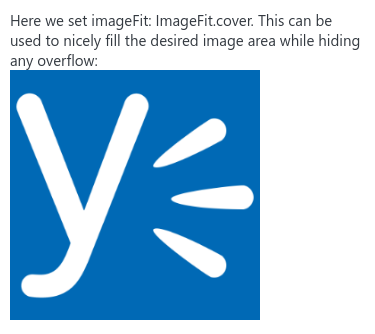 Here we set imageFit: ImageFit.cover. This can be
used to nicely fill the desired image area while hiding
any overflow:
y